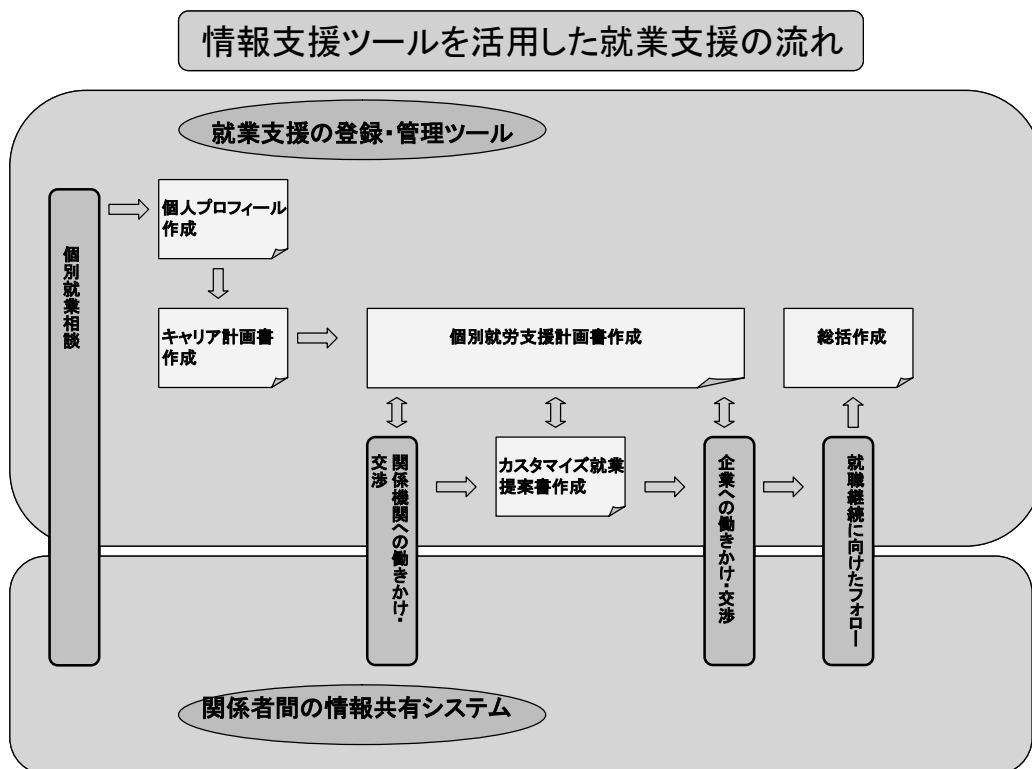 情報支援ツールを活用した就業支援の流れ
就業支援の登録・管理ツール
個別就業相談
個人プロフィール
作成
キャリア計画書
作成
個別就労支援計画書作成
総括作成
関係機関への働きかけ・
交渉
カスタマイズ就業
提案書作成
企業への働きかけ・交渉
就職継続に向けたフォロー
関係者間の情報共有システム